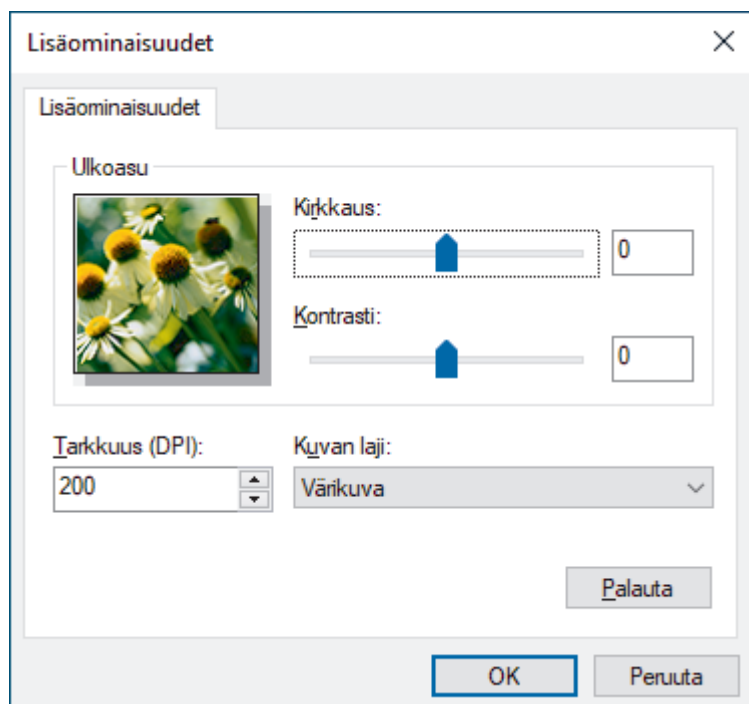 Lisäominaisuudet
Lisäominaisuudet
Ulkoasu
Kirkkaus:
0
Kontrasti:
0
Tarkkuus (DPI):
200
Kuvan laji:
Värikuva
Palauta
OK
Peruuta